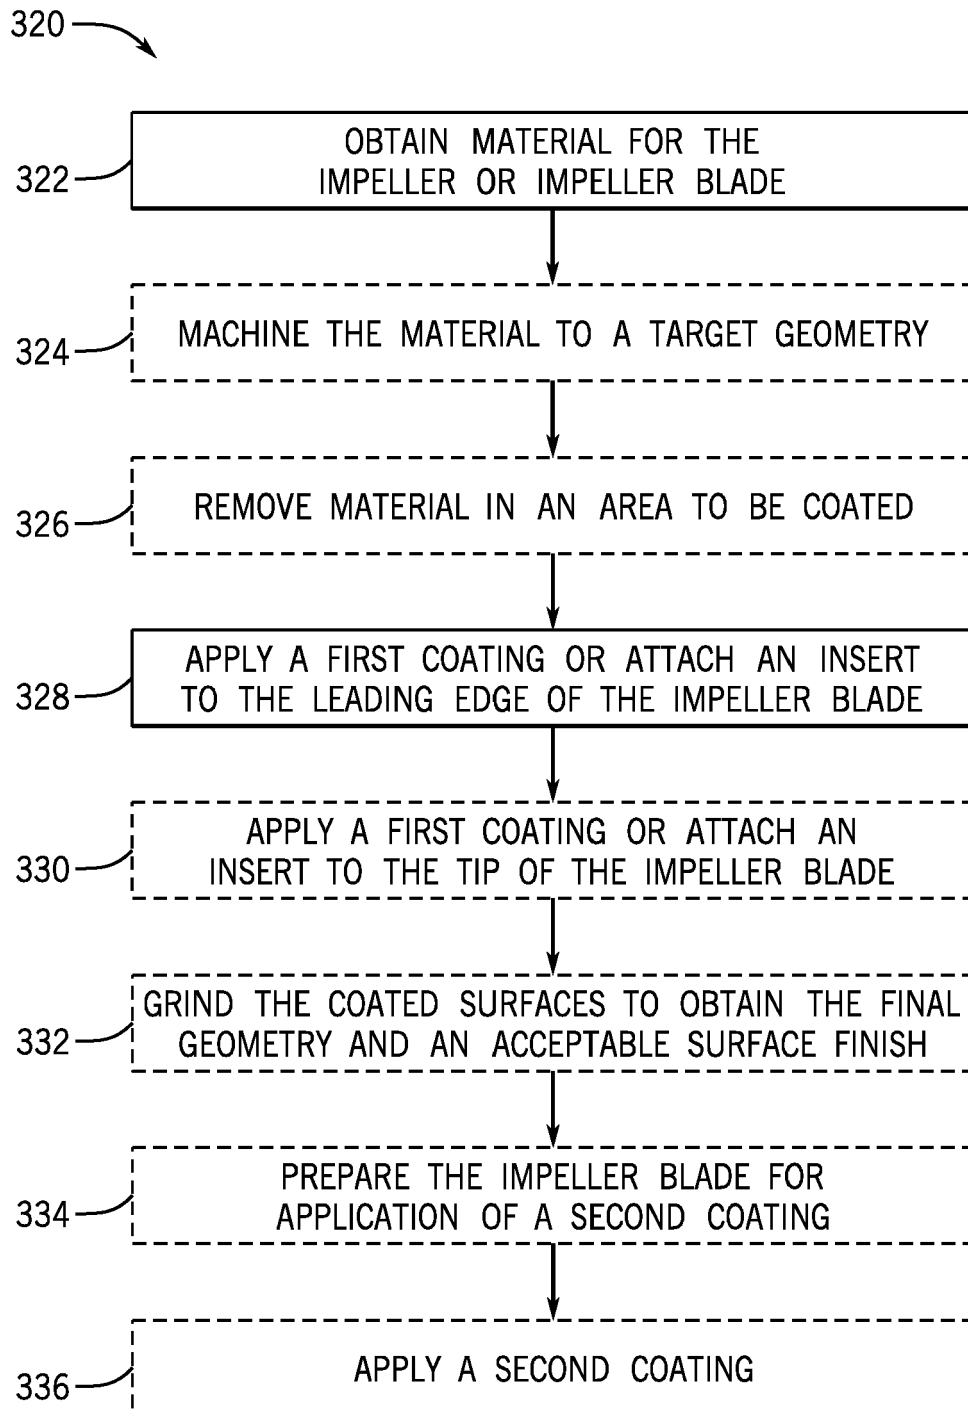 320
OBTAIN MATERIAL FOR THE
IMPELLER OR IMPELLER BLADE
322
MACHINE THE MATERIAL TO A TARGET GEOMETRY
324
REMOVE MATERIAL IN AN AREA TO BE COATED
326
APPLY A FIRST COATING OR ATTACH AN INSERT
TO THE LEADING EDGE OF THE IMPELLER BLADE
328
APPLY A FIRST COATING OR ATTACH AN
INSERT TO THE TIP OF THE IMPELLER BLADE
330
GRIND THE COATED SURFACES TO OBTAIN THE FINAL
GEOMETRY AND AN ACCEPTABLE SURFACE FINISH
332
PREPARE THE IMPELLER BLADE FOR
APPLICATION OF A SECOND COATING
334
APPLY A SECOND COATING
336